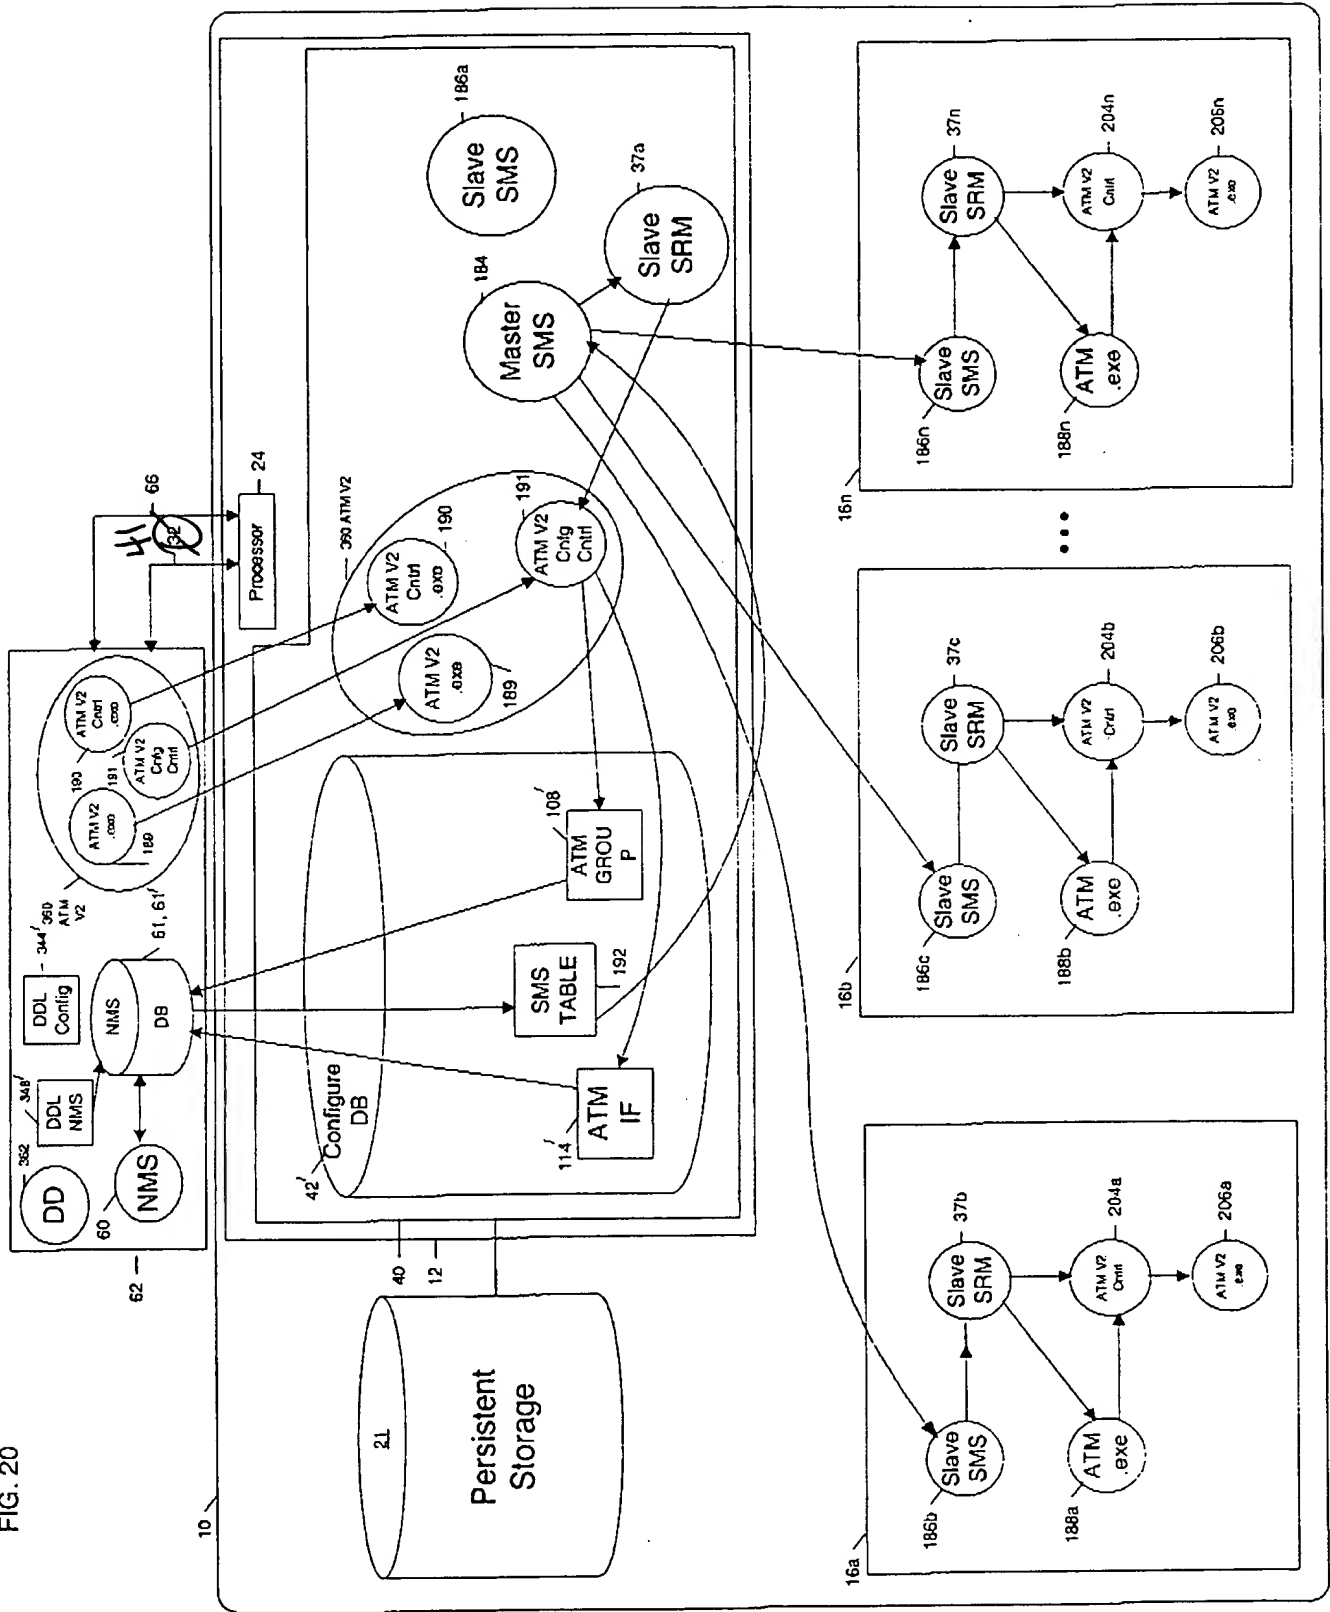 FIG. 20
62
DD
362
NMS
60
DDL
NMS
348'
DDL
Config
344'
NMS
DB
61, 61'
360
ATM
V2
ATM V2
.exe
189
ATM V2
Cntrl
.exe
190
ATM V2
Cnfg
Cntrl
191
66
41
32
Processor
24
10
21
Persistent
Storage
40
12
42'
Configure
DB
ATM
IF
114'
SMS
TABLE
192
ATM
GROU
P
108'
360 ATM V2
ATM V2
.exe
189
ATM V2
Cntrl
.exe
190
ATM V2
Cnfg
Cntrl
191
Master
SMS
184
Slave
SMS
186a
Slave
SRM
37a
16a
Slave
SMS
186b
Slave
SRM
37b
ATM
.exe
188a
ATM V2
Cntrl
204a
ATM V2
.exe
206a
16b
Slave
SMS
186c
Slave
SRM
37c
ATM
.exe
188b
ATM V2
Cntrl
204b
ATM V2
.exe
206b
...
16n
Slave
SMS
186n
Slave
SRM
37n
ATM
.exe
188n
ATM V2
Cntrl
204n
ATM V2
.exe
206n